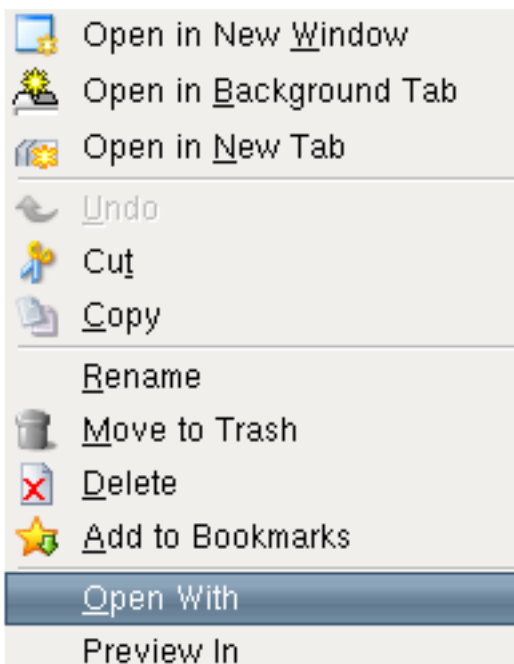 Open in New Window
Open in Background Tab
Open in New Tab
Undo
Cut
Copy
Rename
Move to Trash
Delete
Add to Bookmarks
Open With
Preview In